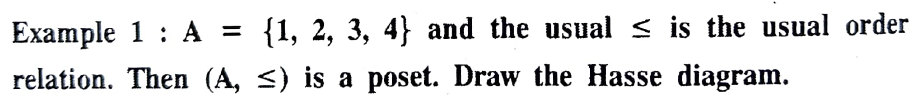 Example 1 : A = {1, 2, 3, 4} and the usual ≤ is the usual order
relation. Then (A, ≤) is a poset. Draw the Hasse diagram.